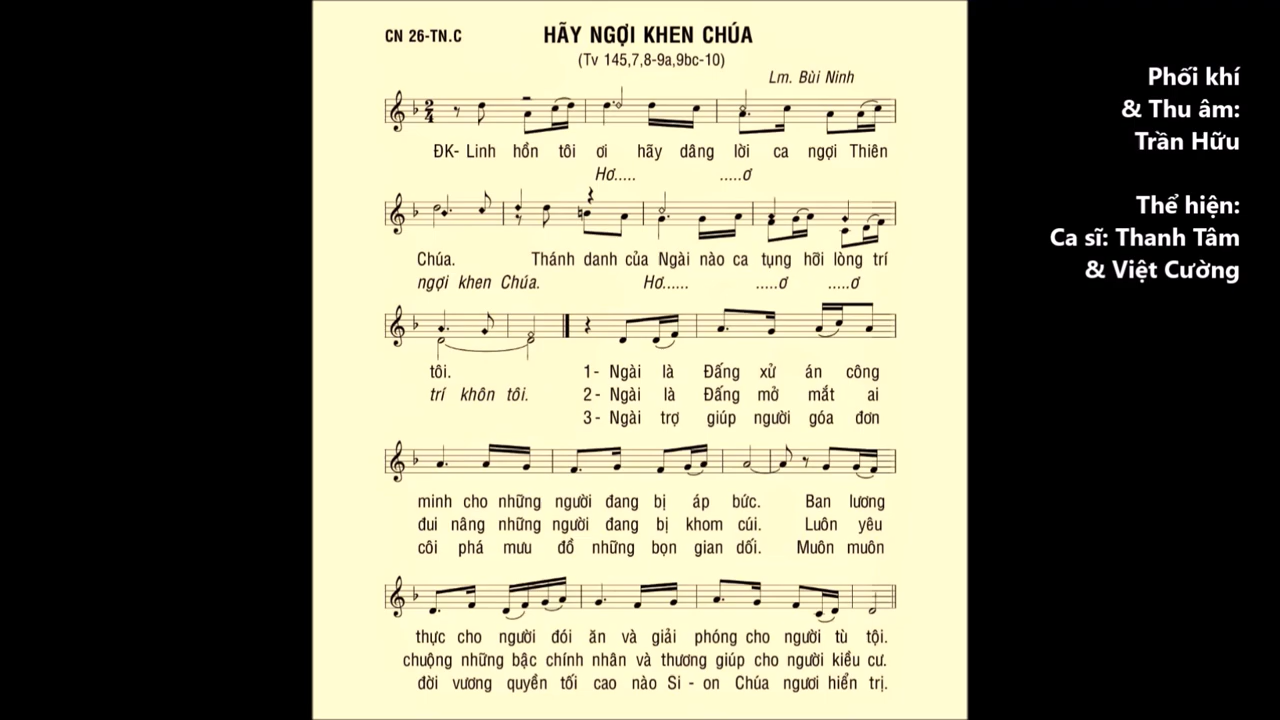 CN 26-TN.C
HÃY NGỢI KHEN CHÚA
(Tv 145,7,8-9a,9bc-10)
Lm. Bùi Ninh
ĐK- Linh hồn tôi ơi hãy dâng lời ca ngợi Thiên
Hơ..... .....ơ
Chúa. Thánh danh của Ngài nào ca tụng hỡi lòng trí
ngợi khen Chúa. Hơ...... .....ơ .....ơ
tôi. 1- Ngài là Đấng xử án công
trí khôn tôi. 2- Ngài là Đấng mở mắt ai
3- Ngài trợ giúp người góa đơn
minh cho những người đang bị áp bức. Ban lương
đui nâng những người đang bị khom cúi. Luôn yêu
côi phá mưu đồ những bọn gian dối. Muôn muôn
thực cho người đói ăn và giải phóng cho người tù tội.
chuộng những bậc chính nhân và thương giúp cho người kiều cư.
đời vương quyền tối cao nào Si - on Chúa ngươi hiển trị.
Phối khí
& Thu âm:
Trần Hữu
Thể hiện:
Ca sĩ: Thanh Tâm
& Việt Cường